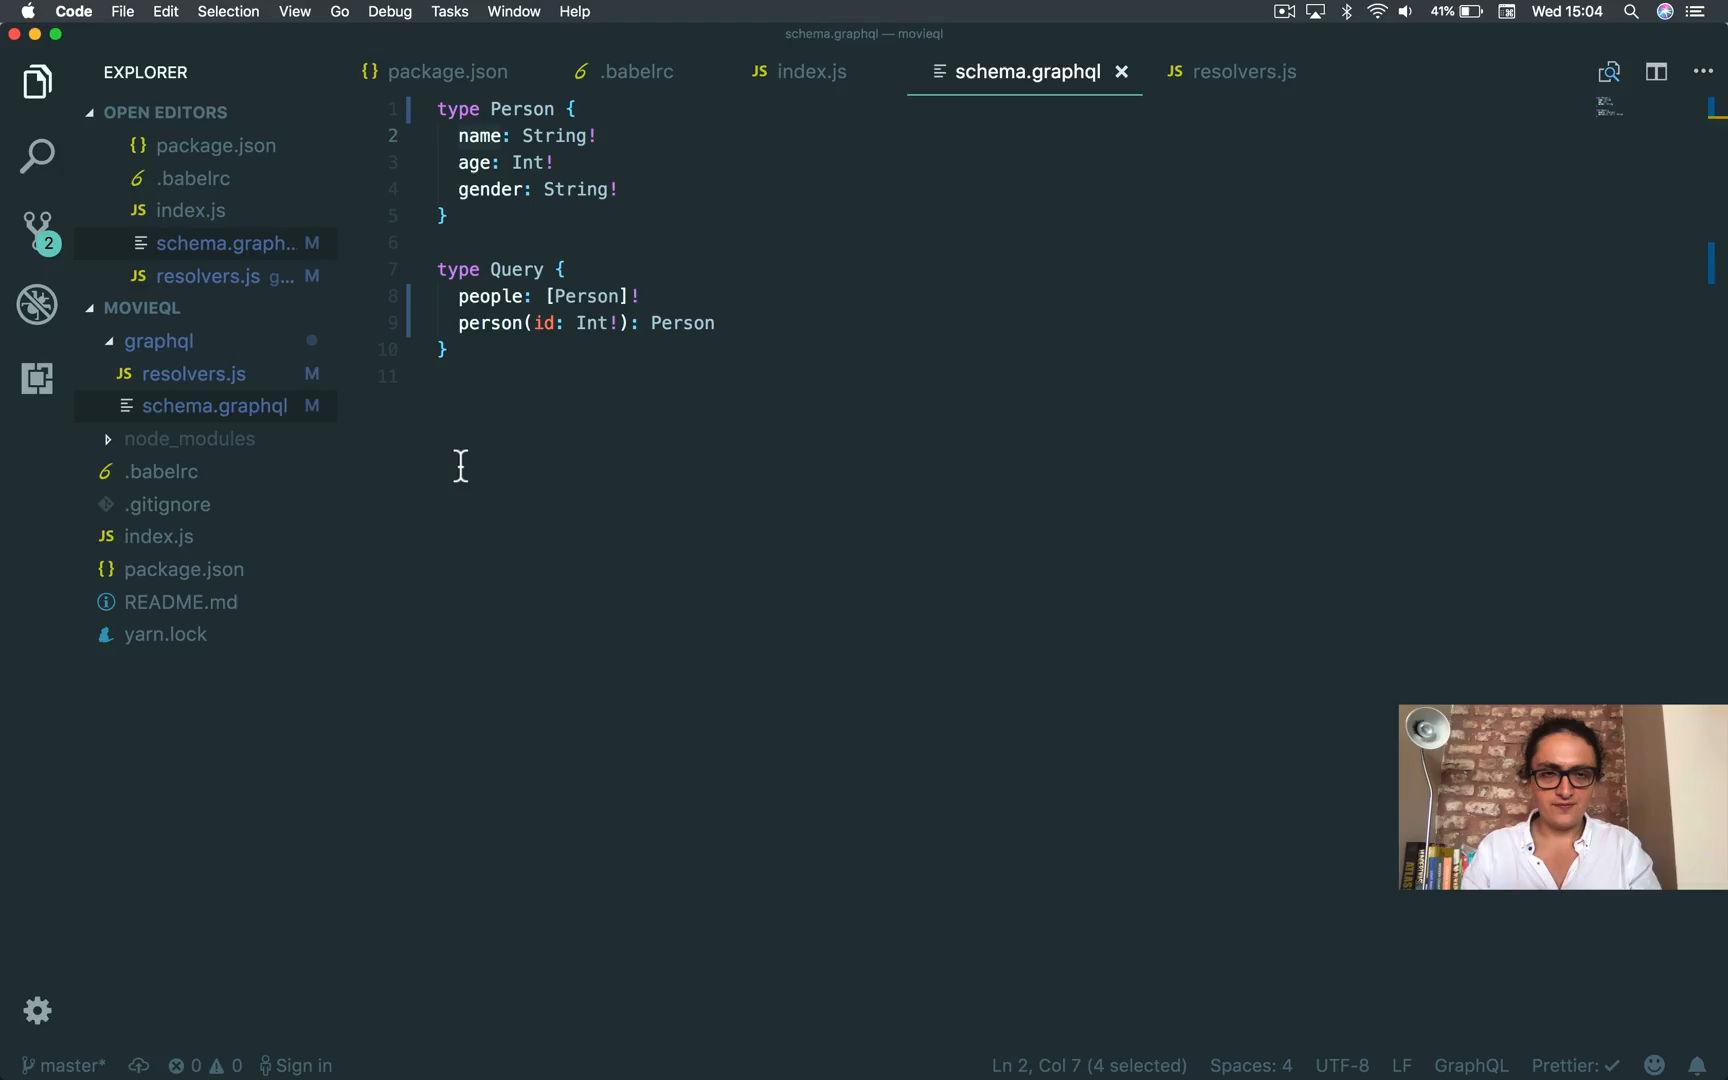 Code File Edit Selection View Go Debug Tasks Window Help 41% Wed 15:04
schema.graphql — movieql
EXPLORER
{} package.json .babelrc JS index.js schema.graphql × JS resolvers.js ...
OPEN EDITORS
{} package.json
.babelrc
JS index.js
schema.graph... M
JS resolvers.js g... M
MOVIEQL
graphql
JS resolvers.js M
schema.graphql M
node_modules
.babelrc
.gitignore
JS index.js
{} package.json
README.md
yarn.lock
2
1 type Person {
2 name: String!
3 age: Int!
4 gender: String!
5 }
6
7 type Query {
8 people: [Person]!
9 person(id: Int!): Person
10 }
11
master* 0 0 Sign in Ln 2, Col 7 (4 selected) Spaces: 4 UTF-8 LF GraphQL Prettier: ✓